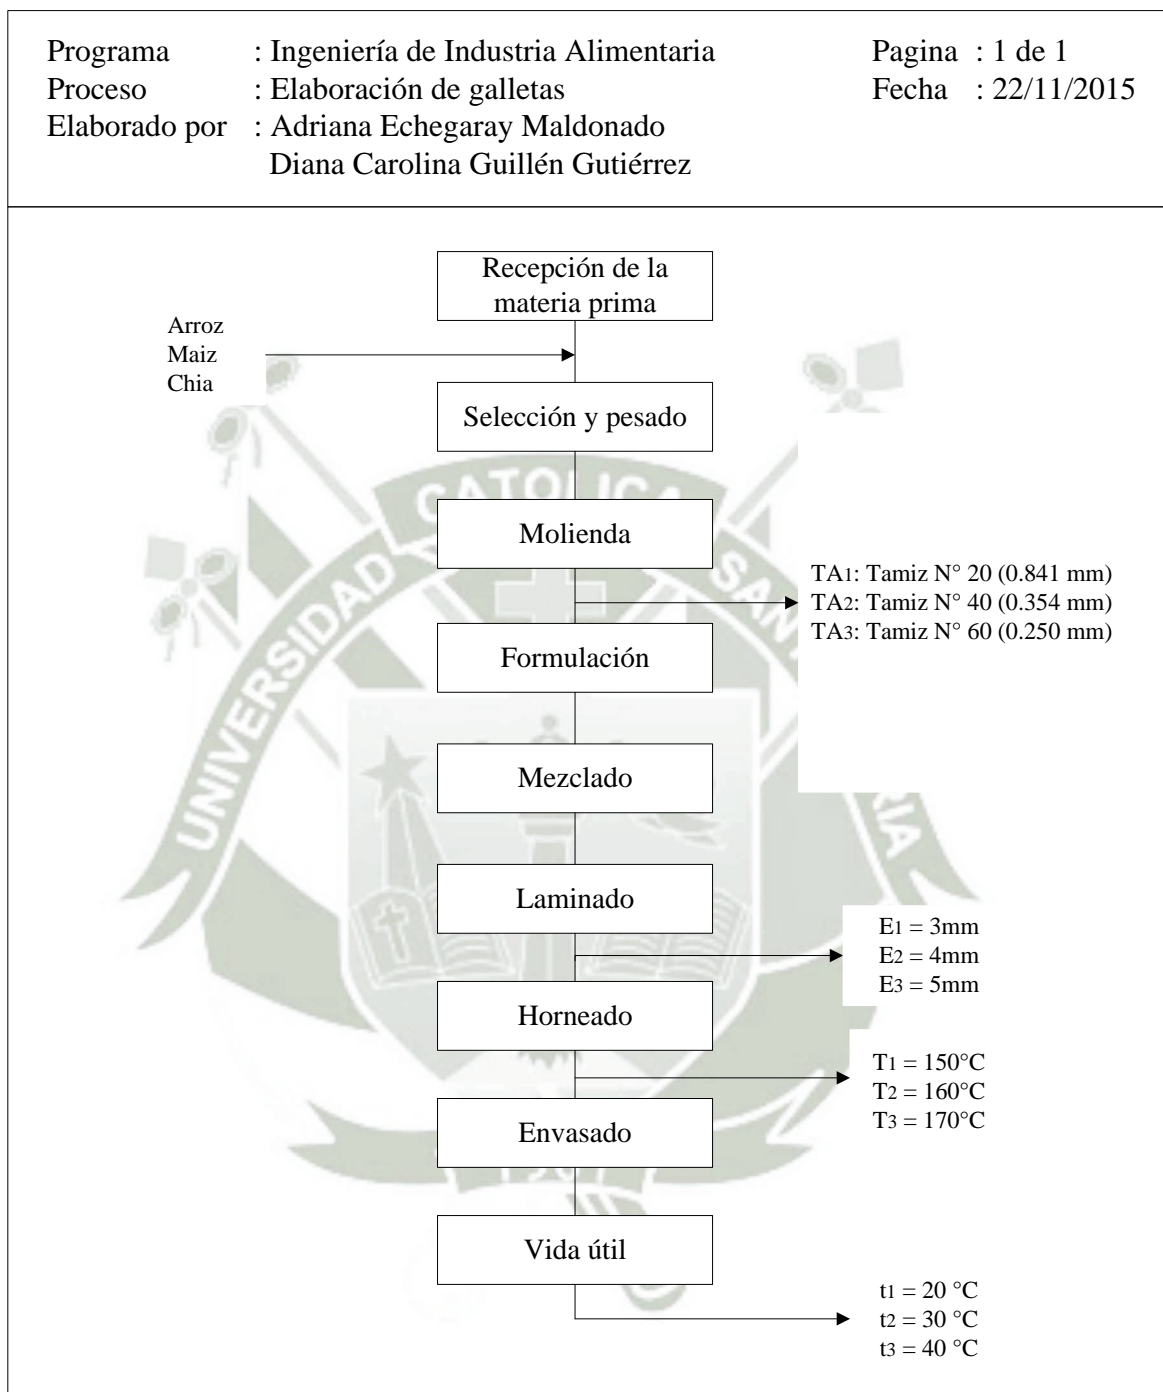 Programa : Ingeniería de Industria Alimentaria Pagina : 1 de 1
Proceso : Elaboración de galletas Fecha : 22/11/2015
Elaborado por : Adriana Echegaray Maldonado
Diana Carolina Guillén Gutiérrez
Recepción de la
materia prima
Arroz
Maiz
Chia
Selección y pesado
CATOLICA
Molienda
UNIVERSIDAD
TA1: Tamiz N° 20 (0.841 mm)
TA2: Tamiz N° 40 (0.354 mm)
TA3: Tamiz N° 60 (0.250 mm)
Formulación
Mezclado
Laminado
E1 = 3mm
E2 = 4mm
E3 = 5mm
Horneado
T1 = 150°C
T2 = 160°C
T3 = 170°C
Envasado
Vida útil
t1 = 20 °C
t2 = 30 °C
t3 = 40 °C